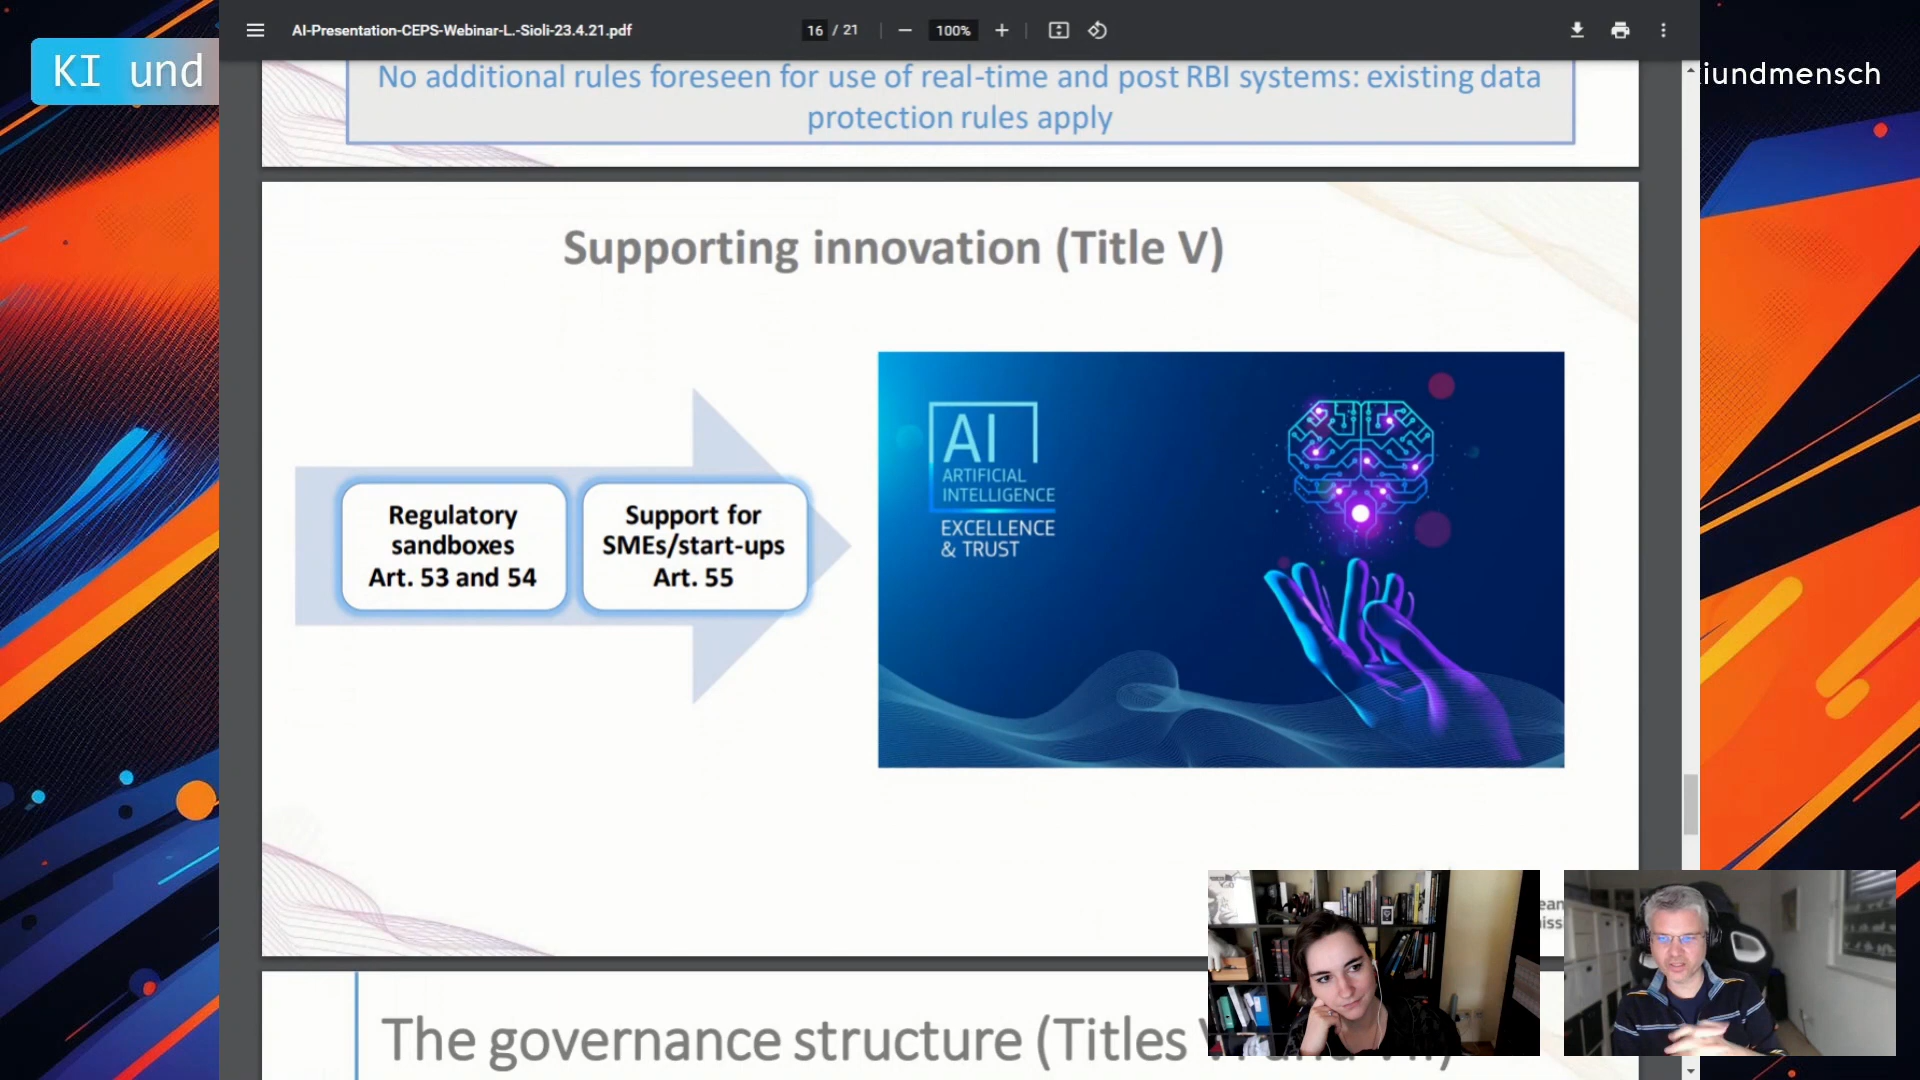 AI-Presentation-CEPS-Webinar-L.-Sioli-23.4.21.pdf
16 / 21
100%
KI und
iundmensch
No additional rules foreseen for use of real-time and post RBI systems: existing data
protection rules apply
Supporting innovation (Title V)
Regulatory
sandboxes
Art. 53 and 54
Support for
SMEs/start-ups
Art. 55
AI
ARTIFICIAL
INTELLIGENCE
EXCELLENCE
& TRUST
The governance structure (Titles